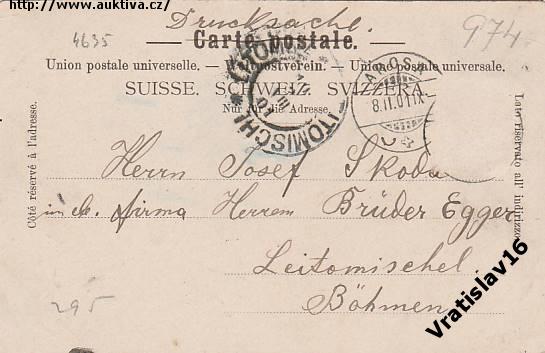 http://www.auktiva.cz/
Drucksache.
4635
974
Carte postale.
Union postale universelle. — Weltpostverein. — Unione postale universale.
SUISSE. SCHWEIZ. SVIZZERA.
Nur für die Adresse.
LITOMISCHL
8.II.01.IX
Côté réservé à l'adresse.
Lato riservato all' indirizzo.
Herrn Josef Skoda
in d. Firma Herren Brüder Egger
Leitomischel
Böhmen
295
Vratislav16